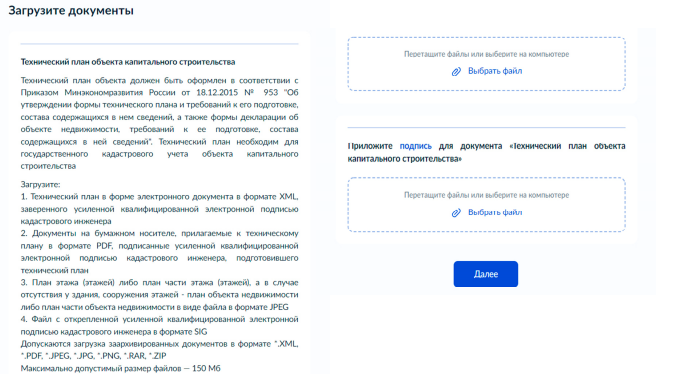 Загрузите документы
Технический план объекта капитального строительства
Технический план объекта должен быть оформлен в соответствии с
Приказом Минэкономразвития России от 18.12.2015 № 953 "Об
утверждении формы технического плана и требований к его подготовке,
состава содержащихся в нем сведений, а также формы декларации об
объекте недвижимости, требований к ее подготовке, состава
содержащихся в ней сведений". Технический план необходим для
государственного кадастрового учета объекта капитального
строительства
Загрузите:
1. Технический план в форме электронного документа в формате XML,
заверенного усиленной квалифицированной электронной подписью
кадастрового инженера
2. Документы на бумажном носителе, прилагаемые к техническому
плану в формате PDF, подписанные усиленной квалифицированной
электронной подписью кадастрового инженера, подготовившего
технический план
3. План этажа (этажей) либо план части этажа (этажей), а в случае
отсутствия у здания, сооружения этажей - план объекта недвижимости
либо план части объекта недвижимости в виде файла в формате JPEG
4. Файл с открепленной усиленной квалифицированной электронной
подписью кадастрового инженера в формате SIG
Допускаются загрузка заархивированных документов в формате *.XML,
*.PDF, *.JPEG, *.JPG, *.PNG, *.RAR, *.ZIP
Максимально допустимый размер файлов — 150 Мб
Перетащите файлы или выберите на компьютере
Выбрать файл
Приложите подпись для документа «Технический план объекта
капитального строительства»
Перетащите файлы или выберите на компьютере
Выбрать файл
Далее